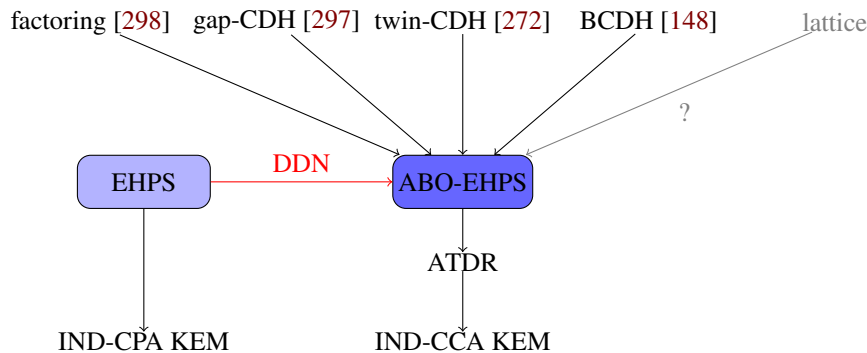 factoring [298] gap-CDH [297] twin-CDH [272] BCDH [148] lattice
?
DDN
EHPS ABO-EHPS
ATDR
IND-CPA KEM IND-CCA KEM